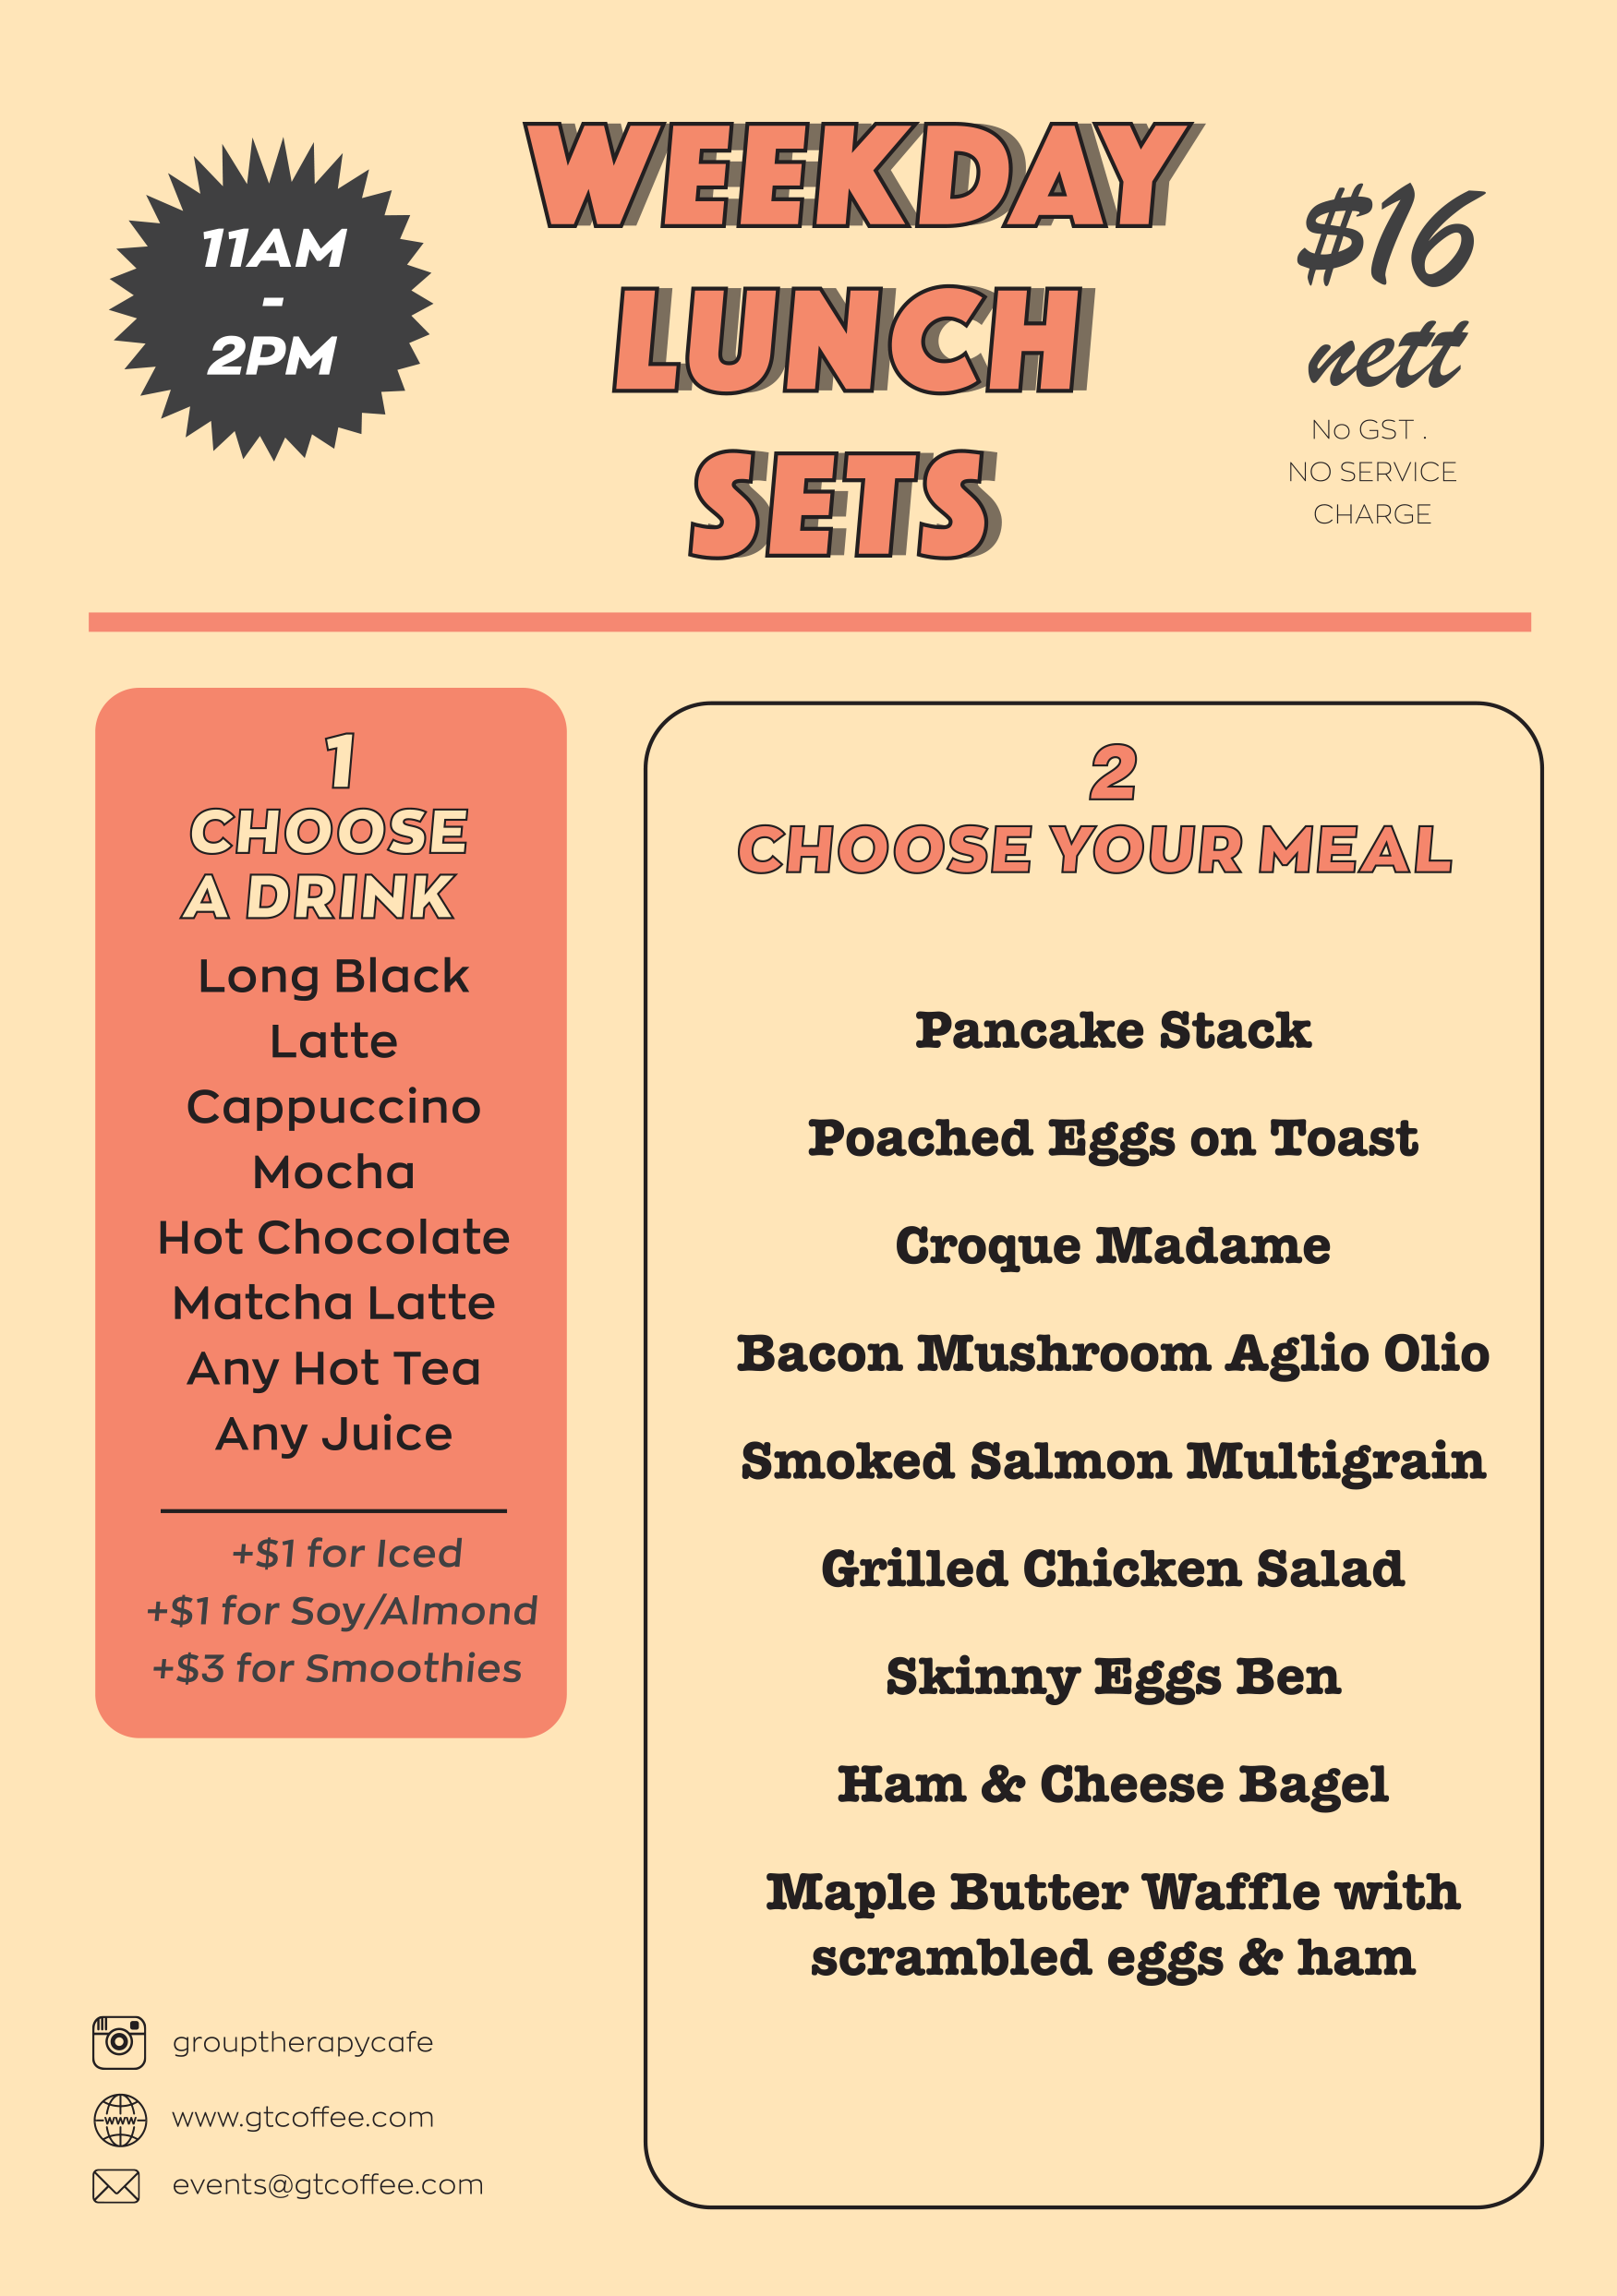 11AM
-
2PM
WEEKDAY
LUNCH
SETS
$16
nett
No GST .
NO SERVICE
CHARGE
1
CHOOSE
A DRINK
Long Black
Latte
Cappuccino
Mocha
Hot Chocolate
Matcha Latte
Any Hot Tea
Any Juice
+$1 for Iced
+$1 for Soy/Almond
+$3 for Smoothies
2
CHOOSE YOUR MEAL
Pancake Stack
Poached Eggs on Toast
Croque Madame
Bacon Mushroom Aglio Olio
Smoked Salmon Multigrain
Grilled Chicken Salad
Skinny Eggs Ben
Ham & Cheese Bagel
Maple Butter Waffle with
scrambled eggs & ham
grouptherapycafe
www
www.gtcoffee.com
events@gtcoffee.com